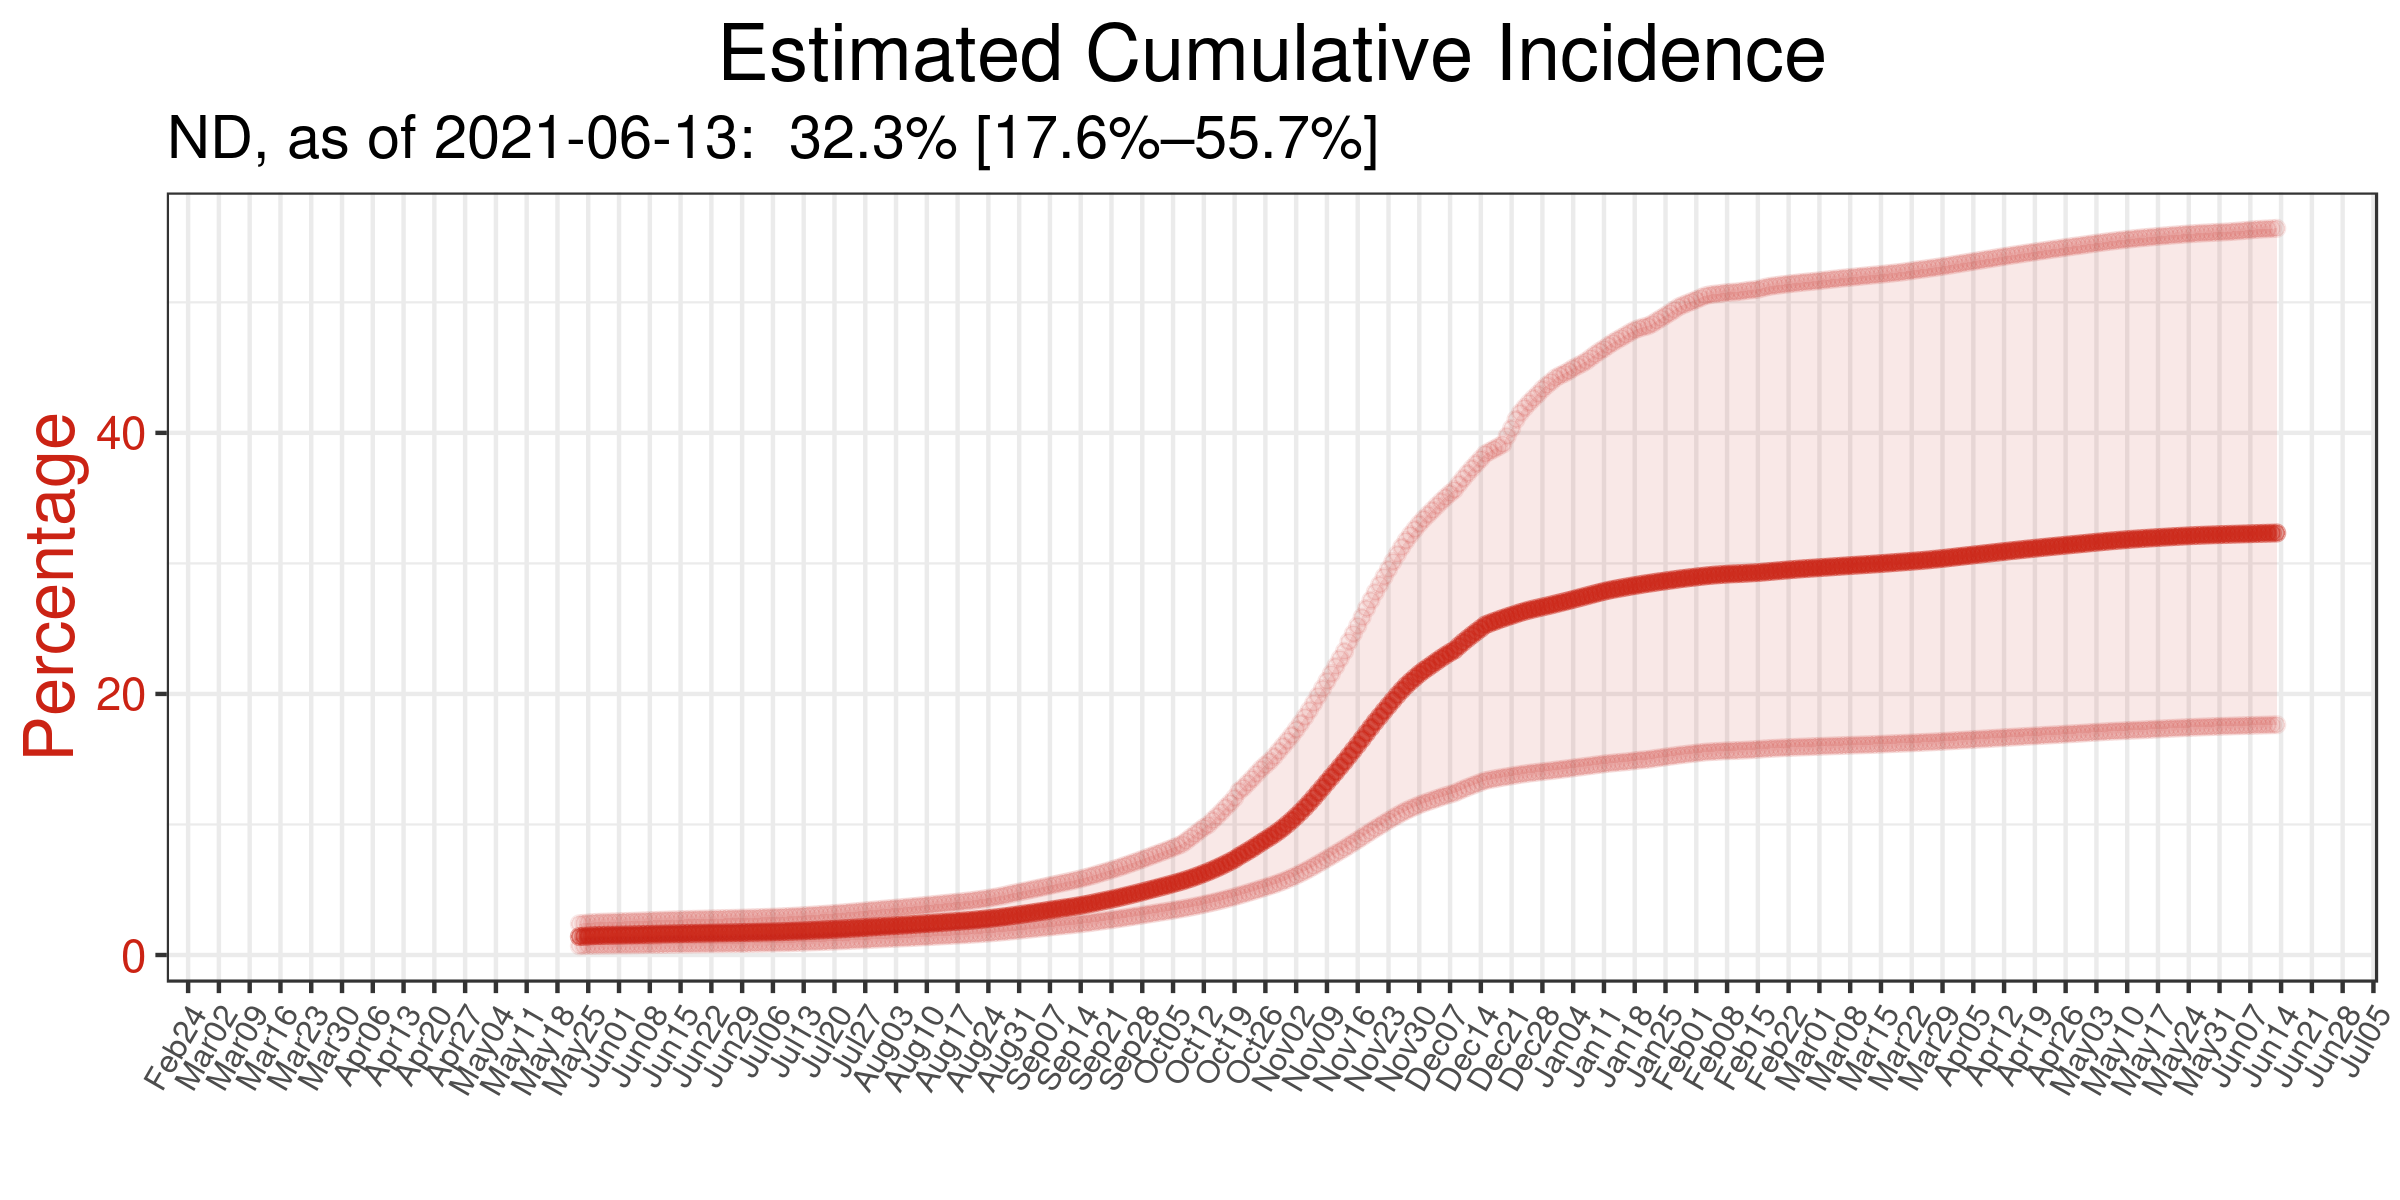 Estimated Cumulative Incidence
ND, as of 2021-06-13:  32.3% [17.6%–55.7%]
Percentage
40
20
0
Feb24
Mar02
Mar09
Mar16
Mar23
Mar30
Apr06
Apr13
Apr20
Apr27
May04
May11
May18
May25
Jun01
Jun08
Jun15
Jun22
Jun29
Jul06
Jul13
Jul20
Jul27
Aug03
Aug10
Aug17
Aug24
Aug31
Sep07
Sep14
Sep21
Sep28
Oct05
Oct12
Oct19
Oct26
Nov02
Nov09
Nov16
Nov23
Nov30
Dec07
Dec14
Dec21
Dec28
Jan04
Jan11
Jan18
Jan25
Feb01
Feb08
Feb15
Feb22
Mar01
Mar08
Mar15
Mar22
Mar29
Apr05
Apr12
Apr19
Apr26
May03
May10
May17
May24
May31
Jun07
Jun14
Jun21
Jun28
Jul05